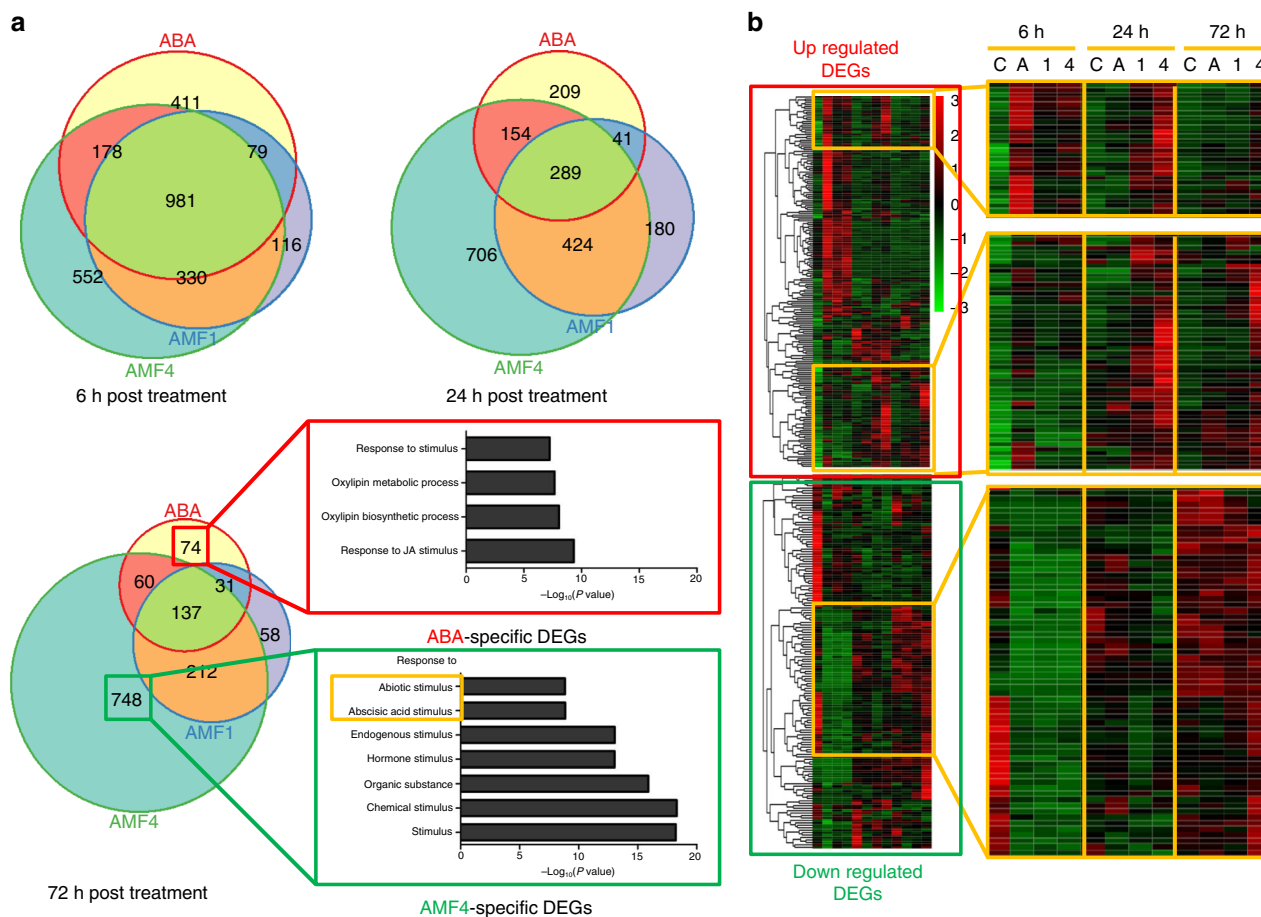 a
ABA
411
178
79
981
116
552
330
AMF1
AMF4
6 h post treatment
ABA
209
154
41
289
180
706
424
AMF1
AMF4
24 h post treatment
ABA
74
60
31
137
58
212
748
AMF1
AMF4
72 h post treatment
Response to stimulus
Oxylipin metabolic process
Oxylipin biosynthetic process
Response to JA stimulus
0 5 10 15 20
–Log10(P value)
ABA-specific DEGs
Response to
Abiotic stimulus
Abscisic acid stimulus
Endogenous stimulus
Hormone stimulus
Organic substance
Chemical stimulus
Stimulus
0 5 10 15 20
–Log10(P value)
AMF4-specific DEGs
b
Up regulated
DEGs
6 h 24 h 72 h
C A 1 4 C A 1 4 C A 1 4
3
2
1
0
–1
–2
–3
Down regulated
DEGs